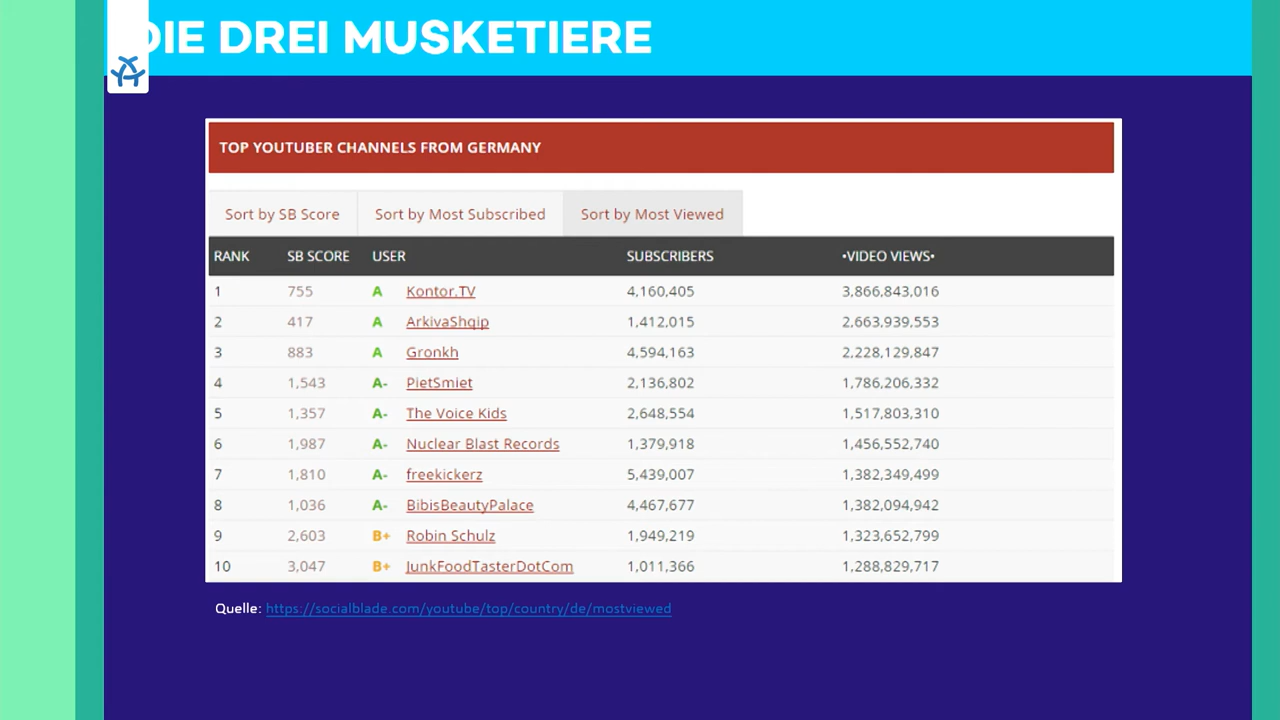 DIE DREI MUSKETIERE
TOP YOUTUBER CHANNELS FROM GERMANY
Sort by SB Score Sort by Most Subscribed Sort by Most Viewed
RANK SB SCORE USER SUBSCRIBERS •VIDEO VIEWS•
1 755 A Kontor.TV 4,160,405 3,866,843,016
2 417 A ArkivaShqip 1,412,015 2,663,939,553
3 883 A Gronkh 4,594,163 2,228,129,847
4 1,543 A- PietSmiet 2,136,802 1,786,206,332
5 1,357 A- The Voice Kids 2,648,554 1,517,803,310
6 1,987 A- Nuclear Blast Records 1,379,918 1,456,552,740
7 1,810 A- freekickerz 5,439,007 1,382,349,499
8 1,036 A- BibisBeautyPalace 4,467,677 1,382,094,942
9 2,603 B+ Robin Schulz 1,949,219 1,323,652,799
10 3,047 B+ JunkFoodTasterDotCom 1,011,366 1,288,829,717
Quelle: https://socialblade.com/youtube/top/country/de/mostviewed